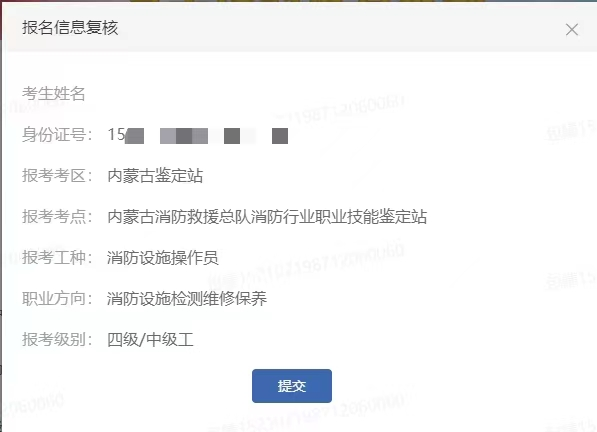 报名信息复核
考生姓名
身份证号： 15
报考考区： 内蒙古鉴定站
报考考点： 内蒙古消防救援总队消防行业职业技能鉴定站
报考工种： 消防设施操作员
职业方向： 消防设施检测维修保养
报考级别： 四级/中级工
提交